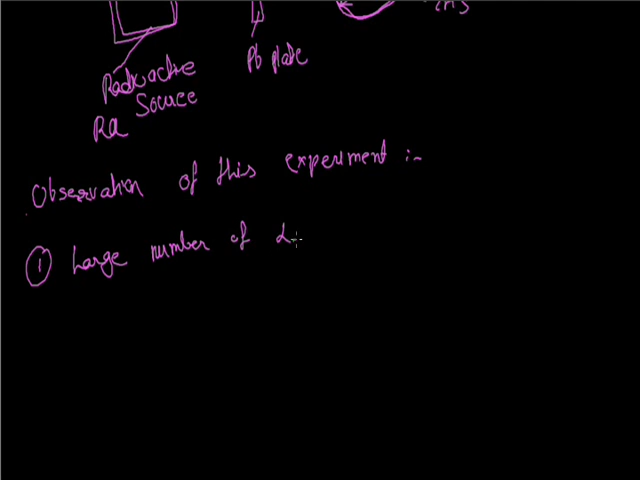 Pb plate
Radioactive
Source
Ra
Observation of this experiment :-
① Large number of α-